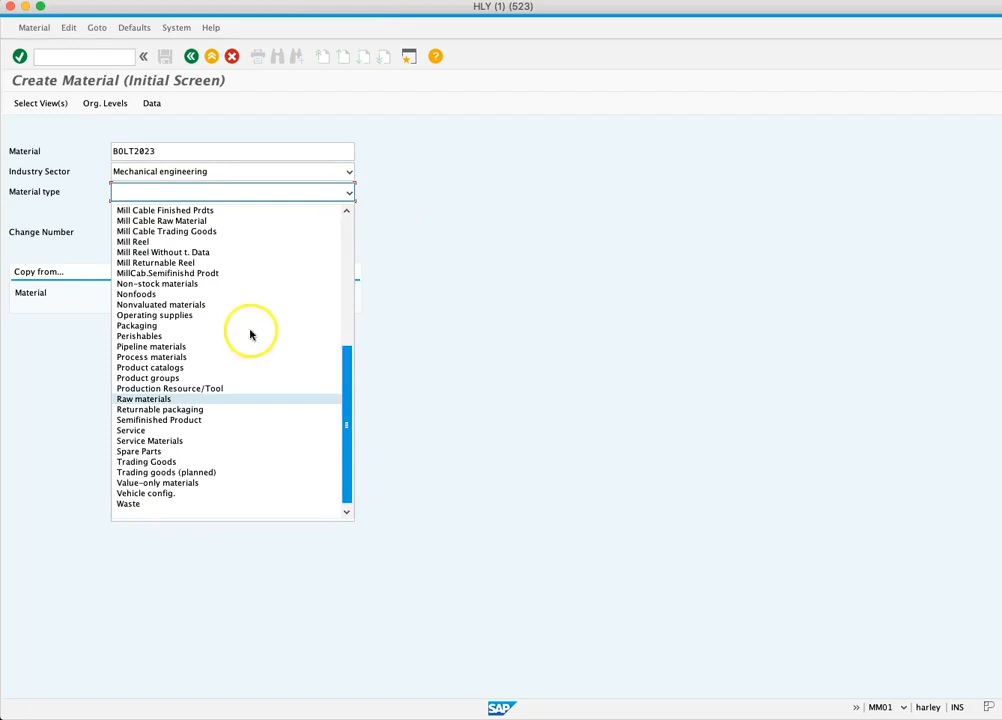 HLY (1) (523)
Material Edit Goto Defaults System Help
Create Material (Initial Screen)
Select View(s) Org. Levels Data
Material BOLT2023
Industry Sector Mechanical engineering
Material type
Mill Cable Finished Prdts
Mill Cable Raw Material
Mill Cable Trading Goods
Mill Reel
Mill Reel Without t. Data
Mill Returnable Reel
MillCab.Semifinishd Prodt
Non-stock materials
Nonfoods
Nonvaluated materials
Operating supplies
Packaging
Perishables
Pipeline materials
Process materials
Product catalogs
Product groups
Production Resource/Tool
Raw materials
Returnable packaging
Semifinished Product
Service
Service Materials
Spare Parts
Trading Goods
Trading goods (planned)
Value-only materials
Vehicle config.
Waste
Change Number
Copy from...
Material
SAP
MM01 harley INS